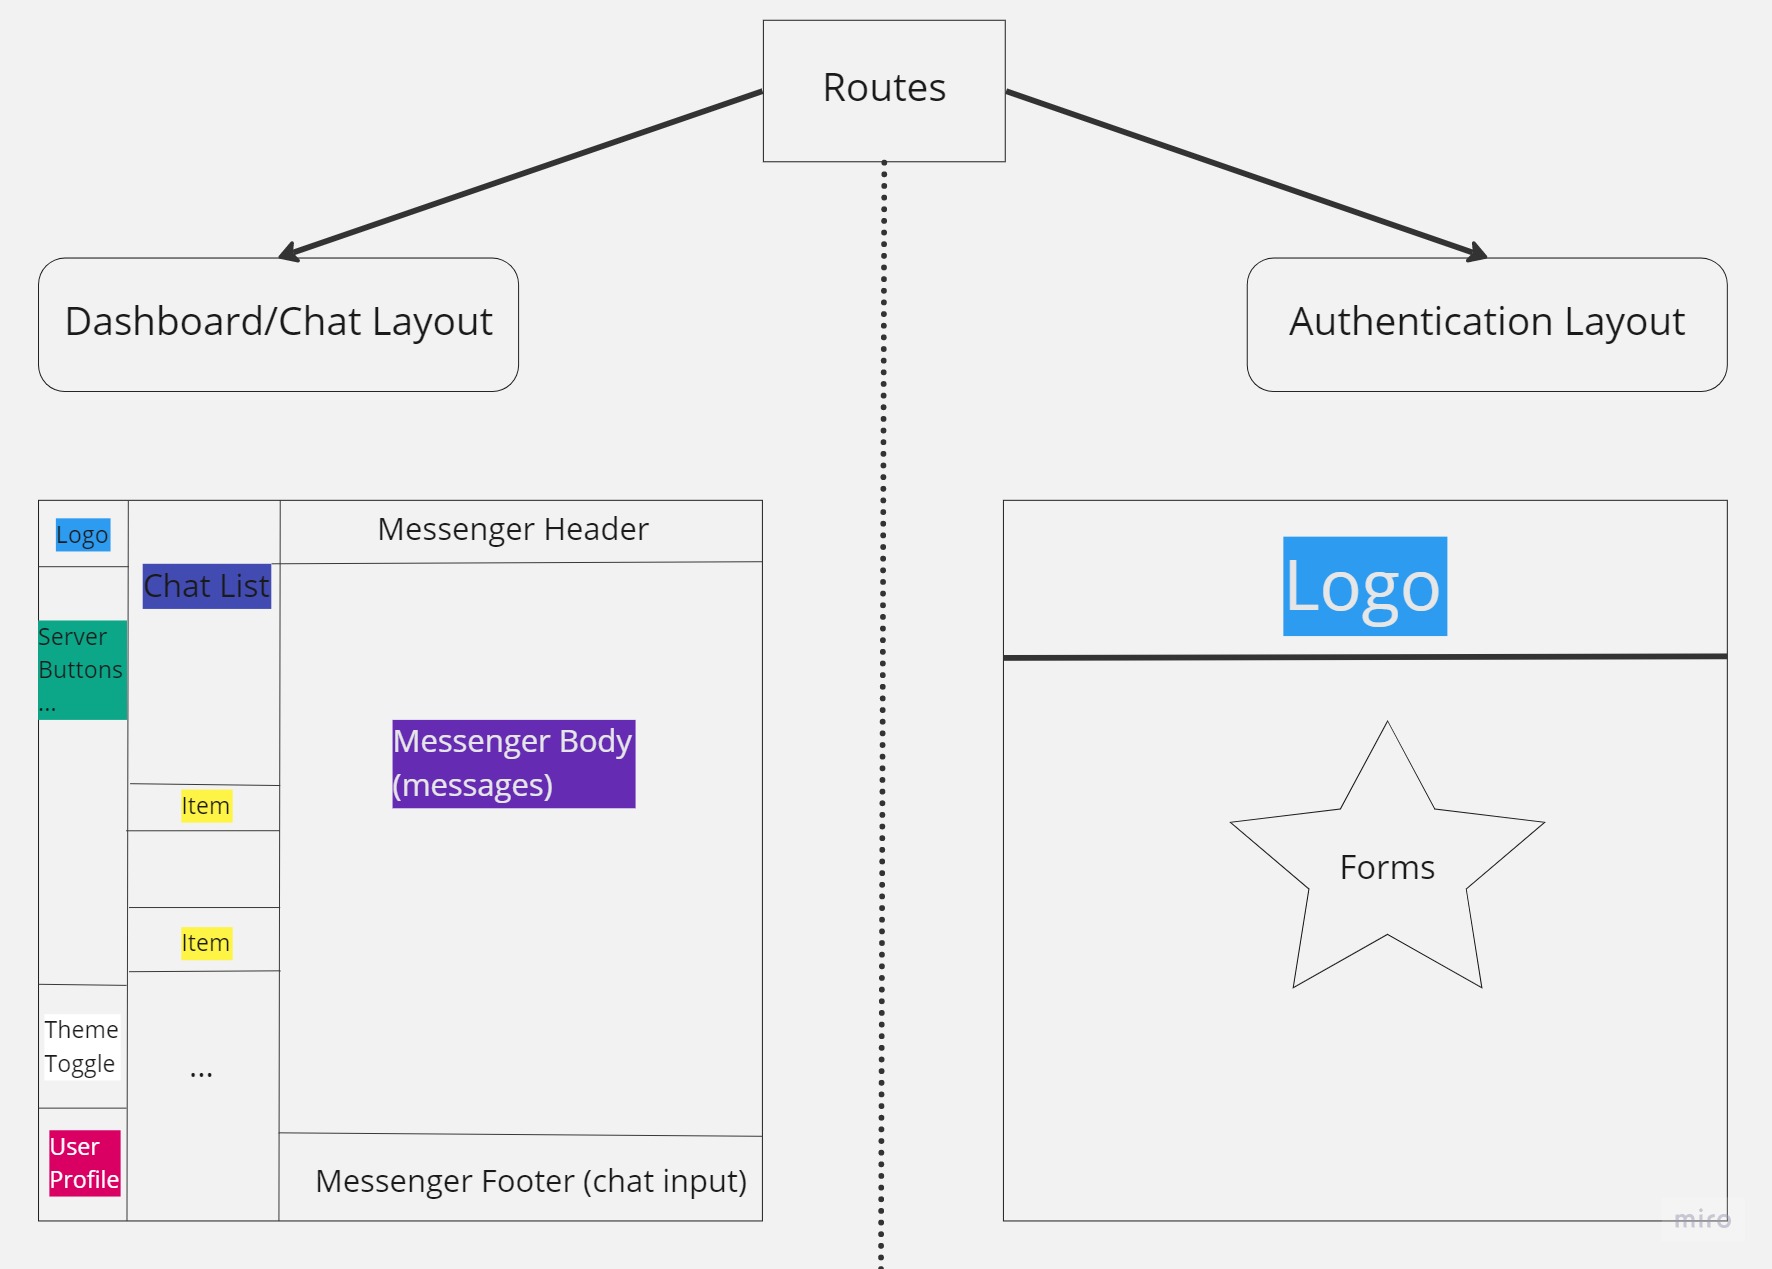 Routes
Dashboard/Chat Layout
Authentication Layout
Logo
Server
Buttons
...
Theme
Toggle
User
Profile
Chat List
Item
Item
...
Messenger Header
Messenger Body
(messages)
Messenger Footer (chat input)
Logo
Forms
miro